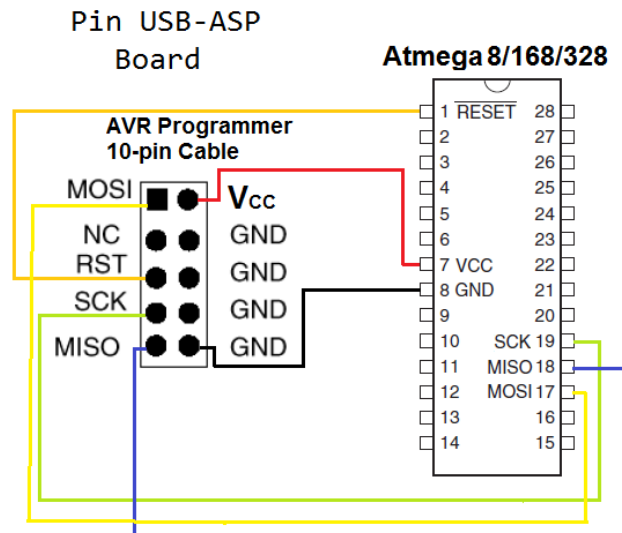 Pin USB-ASP
Board
Atmega 8/168/328
AVR Programmer
10-pin Cable
MOSI Vcc
NC GND
RST GND
SCK GND
MISO GND
1 RESET 28
2 27
3 26
4 25
5 24
6 23
7 VCC 22
8 GND 21
9 20
10 SCK 19
11 MISO 18
12 MOSI 17
13 16
14 15